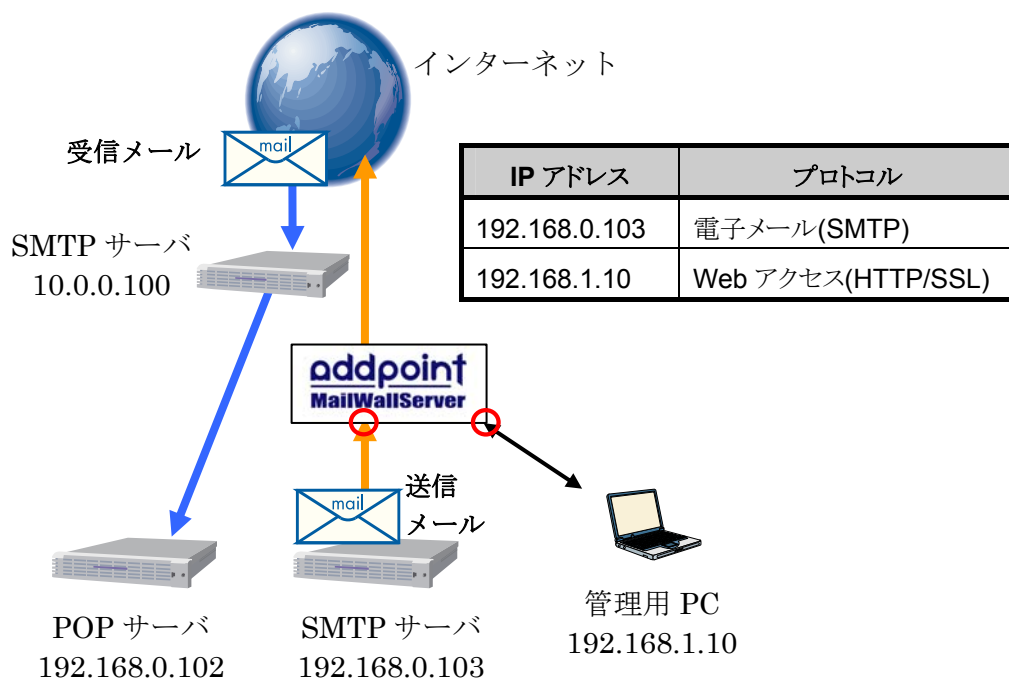 インターネット
受信メール
mail
IP アドレス プロトコル
192.168.0.103 電子メール(SMTP)
192.168.1.10 Web アクセス(HTTP/SSL)
SMTP サーバ
10.0.0.100
addpoint
MailWallServer
送信
メール
mail
POP サーバ
192.168.0.102
SMTP サーバ
192.168.0.103
管理用 PC
192.168.1.10